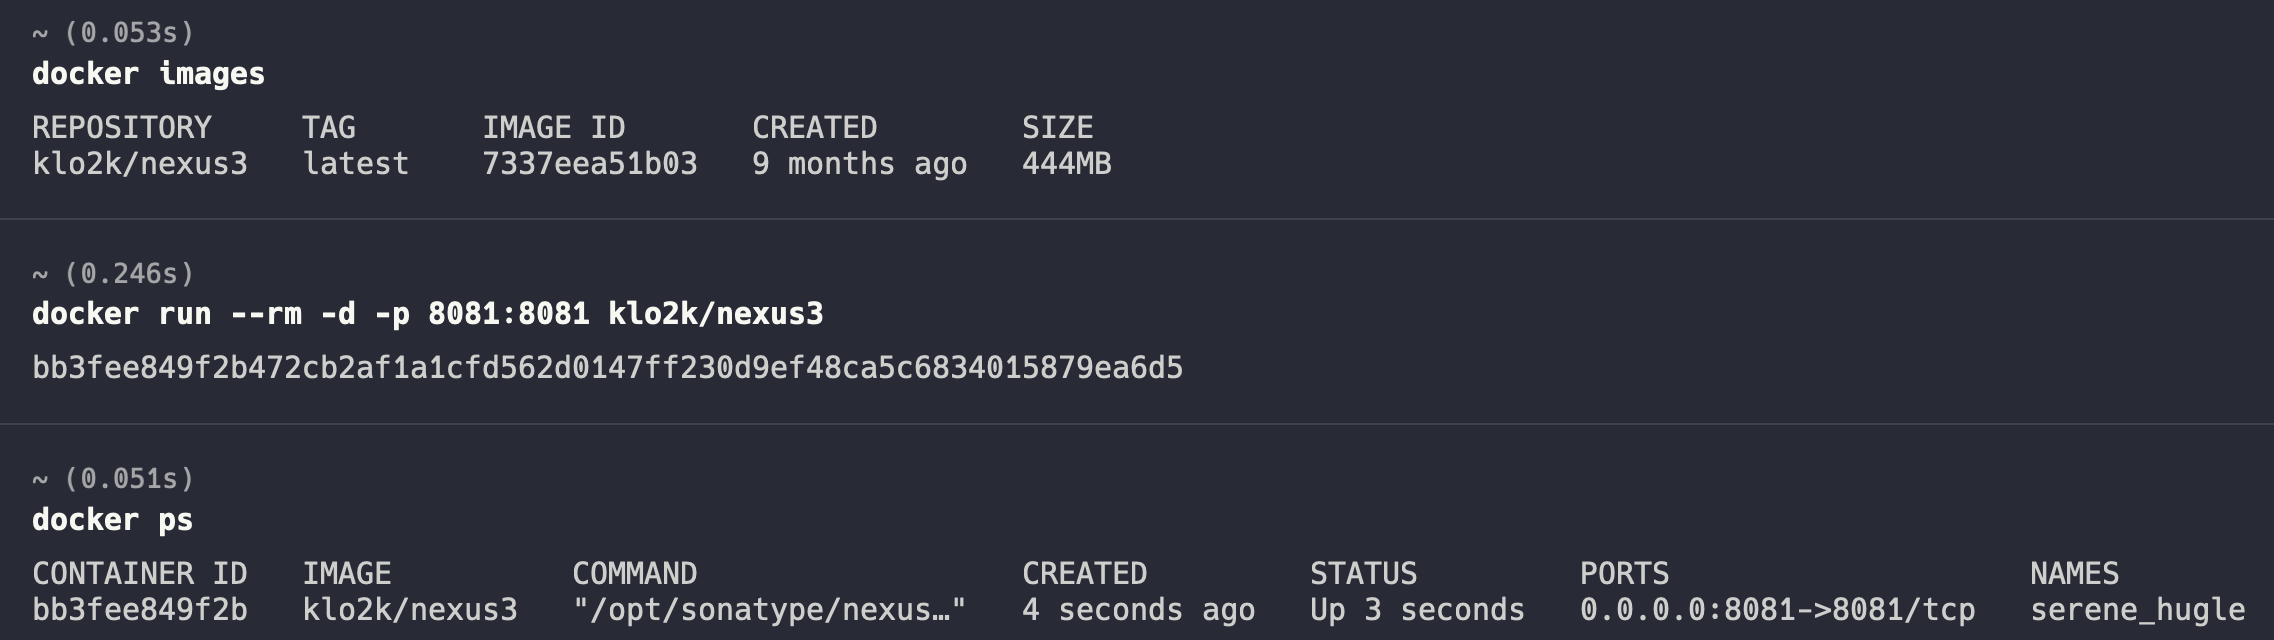 ~ (0.053s)
docker images
REPOSITORY   TAG       IMAGE ID       CREATED        SIZE
klo2k/nexus3   latest    7337eea51b03   9 months ago   444MB
~ (0.246s)
docker run --rm -d -p 8081:8081 klo2k/nexus3
bb3fee849f2b472cb2af1a1cfd562d0147ff230d9ef48ca5c6834015879ea6d5
~ (0.051s)
docker ps
CONTAINER ID   IMAGE          COMMAND                  CREATED         STATUS         PORTS                    NAMES
bb3fee849f2b   klo2k/nexus3   "/opt/sonatype/nexus…"   4 seconds ago   Up 3 seconds   0.0.0.0:8081->8081/tcp   serene_hugle